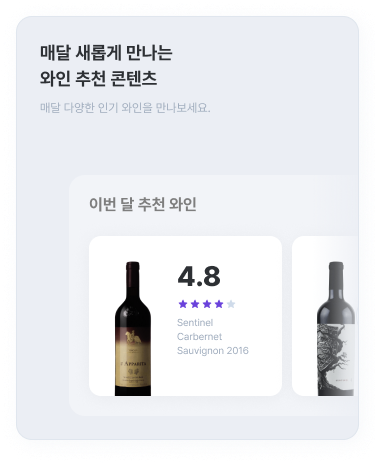 매달 새롭게 만나는
와인 추천 콘텐츠
매달 다양한 인기 와인을 만나보세요.
이번 달 추천 와인
4.8
Sentinel
Carbernet
Sauvignon 2016